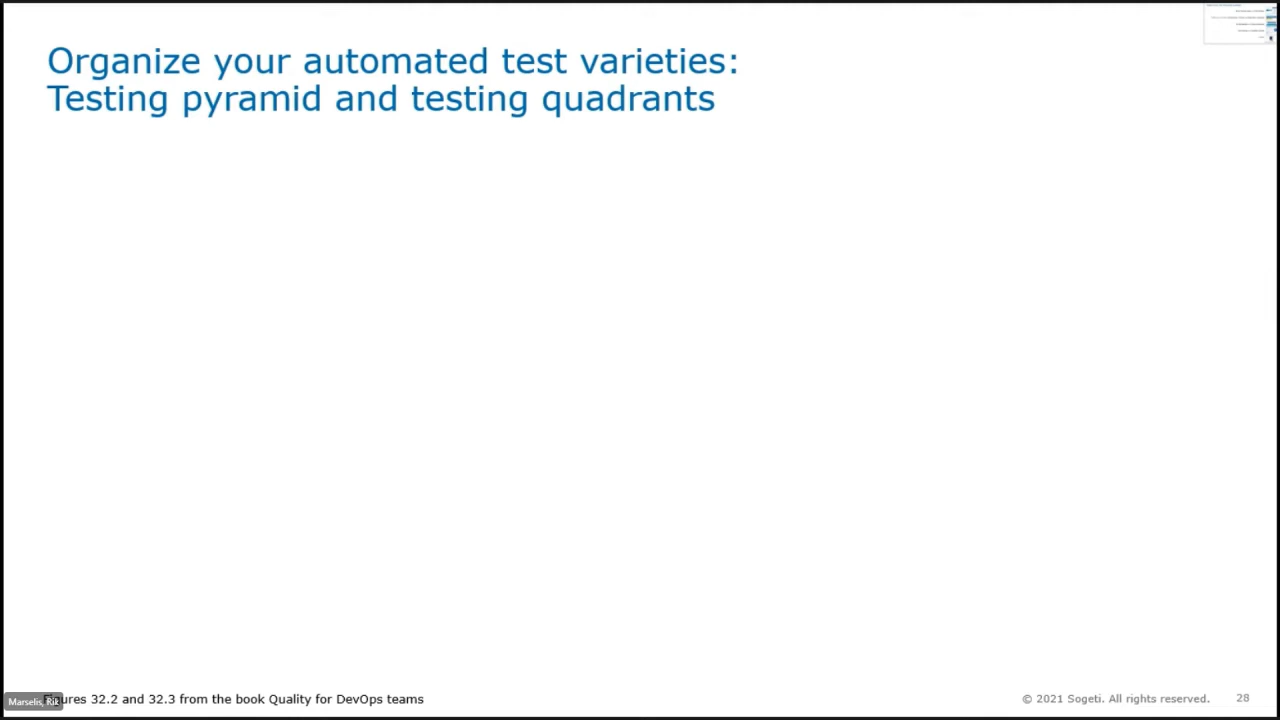 Organize your automated test varieties:
Testing pyramid and testing quadrants
Figures 32.2 and 32.3 from the book Quality for DevOps teams
Marselis, Rik
© 2021 Sogeti. All rights reserved.
28